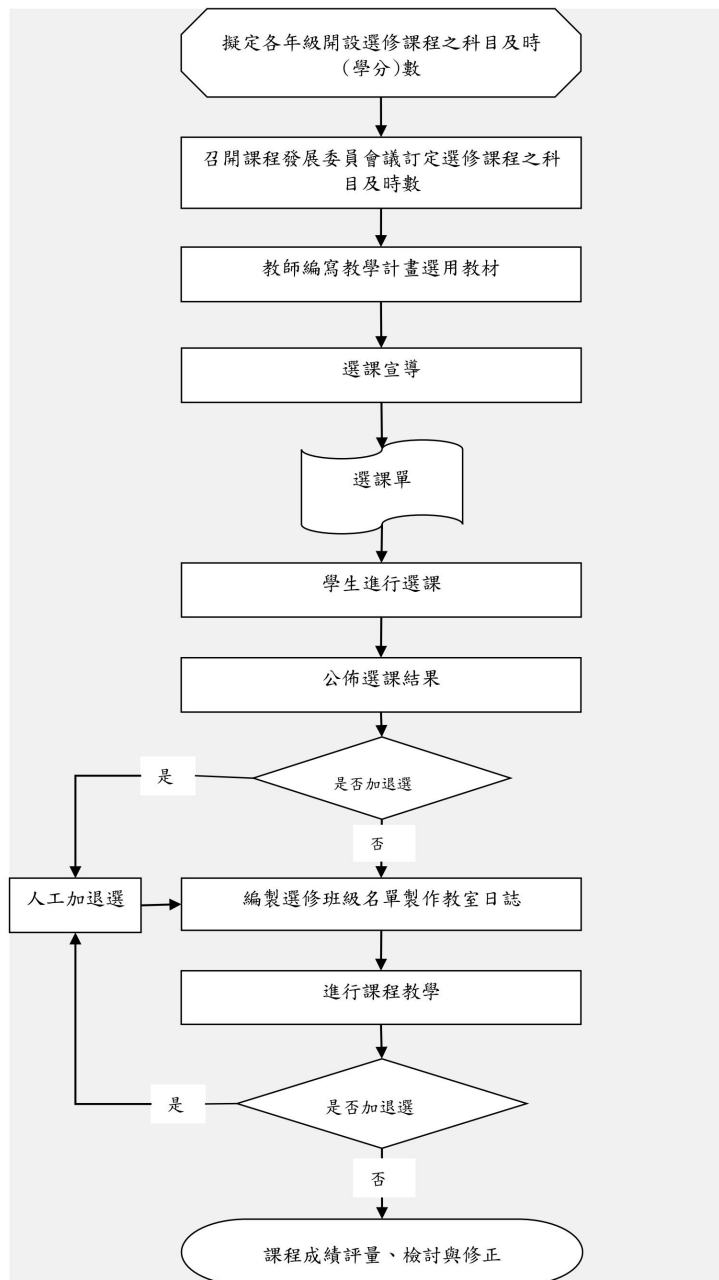 擬定各年級開設選修課程之科目及時
(學分)數
召開課程發展委員會議訂定選修課程之科
目及時數
教師編寫教學計畫選用教材
選課宣導
選課單
學生進行選課
公佈選課結果
是否加退選
是
否
人工加退選
編製選修班級名單製作教室日誌
進行課程教學
是否加退選
是
否
課程成績評量、檢討與修正